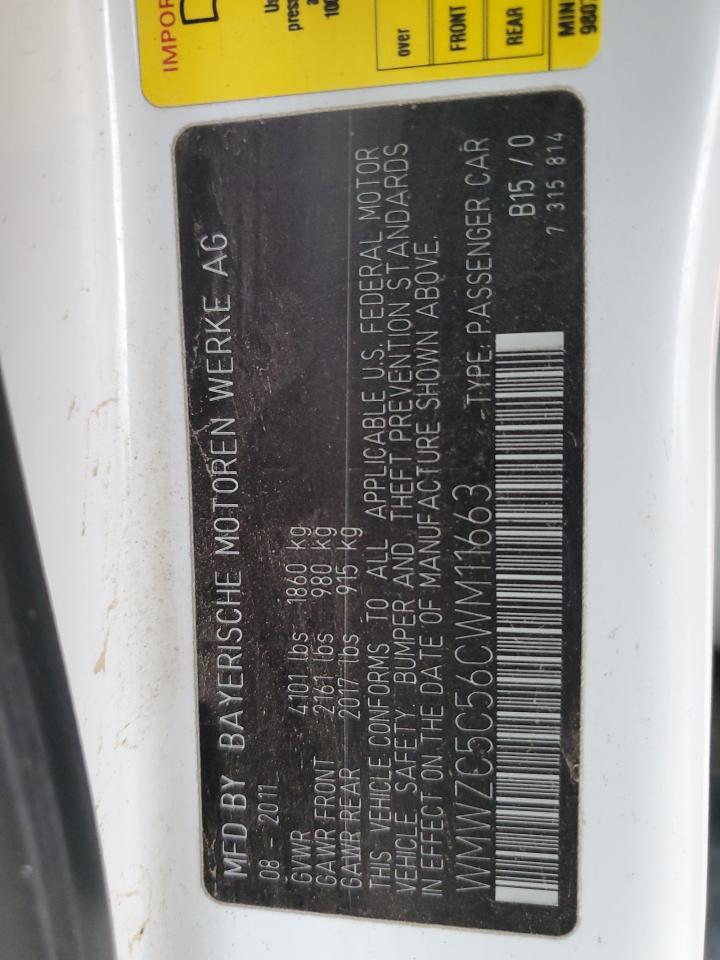 MFD BY BAYERISCHE MOTOREN WERKE AG
08 - 2011
GVWR 4101 lbs 1860 kg
GAWR FRONT 2161 lbs 980 kg
GAWR REAR 2017 lbs 915 kg
THIS VEHICLE CONFORMS TO ALL APPLICABLE U.S. FEDERAL MOTOR
VEHICLE SAFETY, BUMPER AND THEFT PREVENTION STANDARDS
IN EFFECT ON THE DATE OF MANUFACTURE SHOWN ABOVE.
WMWZC5C56CWM11663 TYPE: PASSENGER CAR
B15 / 0
7 315 814
over
FRONT
REAR
MIN